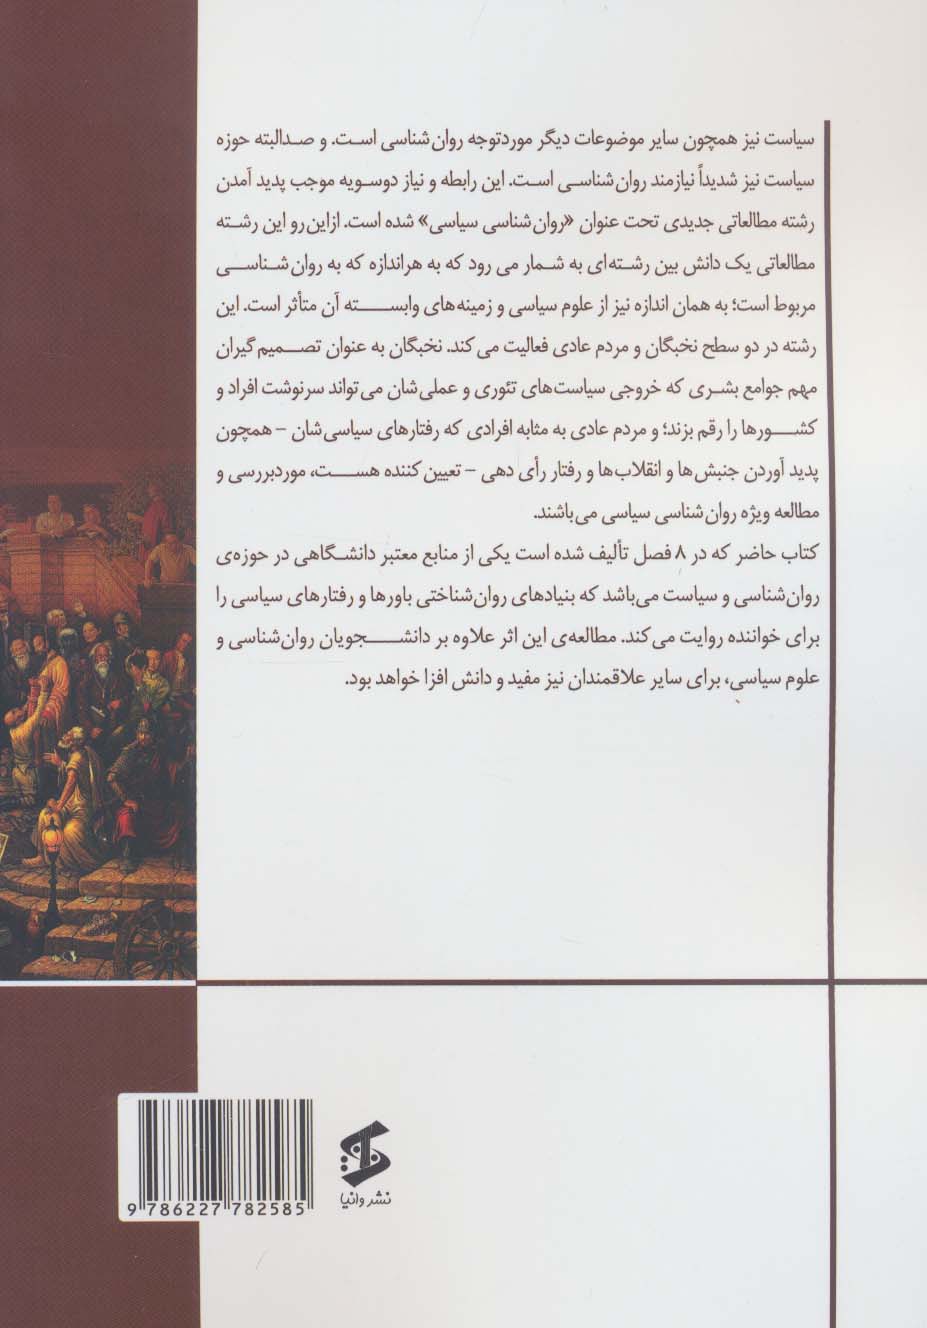 سیاست نیز همچون سایر موضوعات دیگر موردتوجه روان‌شناسی است. و صدالبته حوزه
سیاست نیز شدیداً نیازمند روان‌شناسی است. این رابطه و نیاز دوسویه موجب پدید آمدن
رشته مطالعاتی جدیدی تحت عنوان «روان‌شناسی سیاسی» شده است. ازاین‌رو این رشته
مطالعاتی یک دانش بین رشته‌ای به شمار می رود که به هراندازه که به روان‌شناسی
مربوط است؛ به همان اندازه نیز از علوم سیاسی و زمینه‌های وابسته آن متأثر است. این
رشته در دو سطح نخبگان و مردم عادی فعالیت می‌کند. نخبگان به عنوان تصمیم‌گیران
مهم جوامع بشری که خروجی سیاست‌های تئوری و عملی‌شان می‌تواند سرنوشت افراد و
کشورها را رقم بزند؛ و مردم عادی به مثابه افرادی که رفتارهای سیاسی‌شان – همچون
پدید آوردن جنبش‌ها و انقلاب‌ها و رفتار رأی دهی – تعیین کننده هست، موردبررسی و
مطالعه ویژه روان‌شناسی سیاسی می‌باشند.
کتاب حاضر که در ۸ فصل تألیف شده است یکی از منابع معتبر دانشگاهی در حوزه‌ی
روان‌شناسی و سیاست می‌باشد که بنیادهای روان‌شناختی باورها و رفتارهای سیاسی را
برای خواننده روایت می‌کند. مطالعه‌ی این اثر علاوه بر دانشجویان روان‌شناسی و
علوم سیاسی، برای سایر علاقمندان نیز مفید و دانش افزا خواهد بود.
نشر وانیا
9 786227 782585